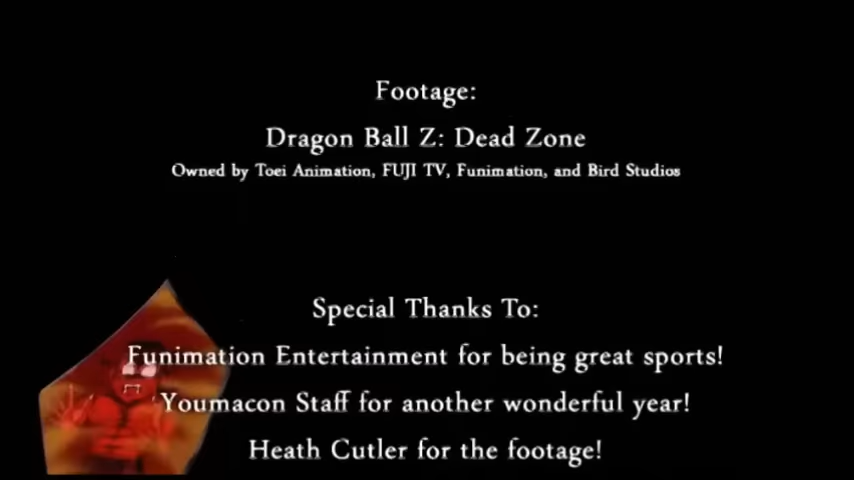 Footage:
Dragon Ball Z: Dead Zone
Owned by Toei Animation, FUJI TV, Funimation, and Bird Studios
Special Thanks To:
Funimation Entertainment for being great sports!
Youmacon Staff for another wonderful year!
Heath Cutler for the footage!